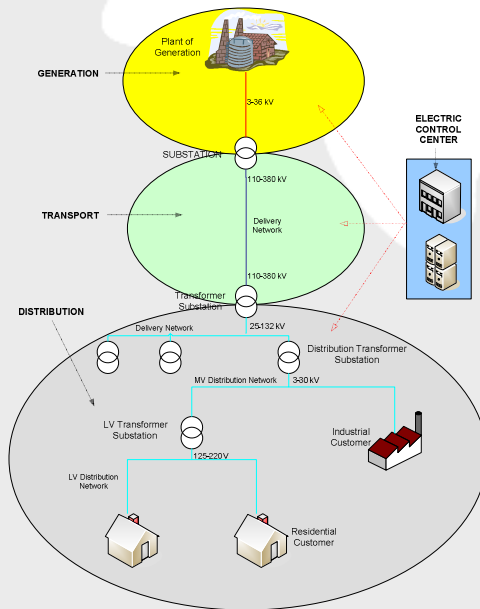 Plant of
Generation
GENERATION
3-36 kV
ELECTRIC
CONTROL
CENTER
SUBSTATION
110-380 kV
TRANSPORT
Delivery
Network
110-380 kV
Transformer
Substation
DISTRIBUTION
25-132 kV
Delivery Network
Distribution Transformer
Substation
MV Distribution Network
3-30 kV
LV Transformer
Substation
Industrial
Customer
125-220 V
LV Distribution
Network
Residential
Customer